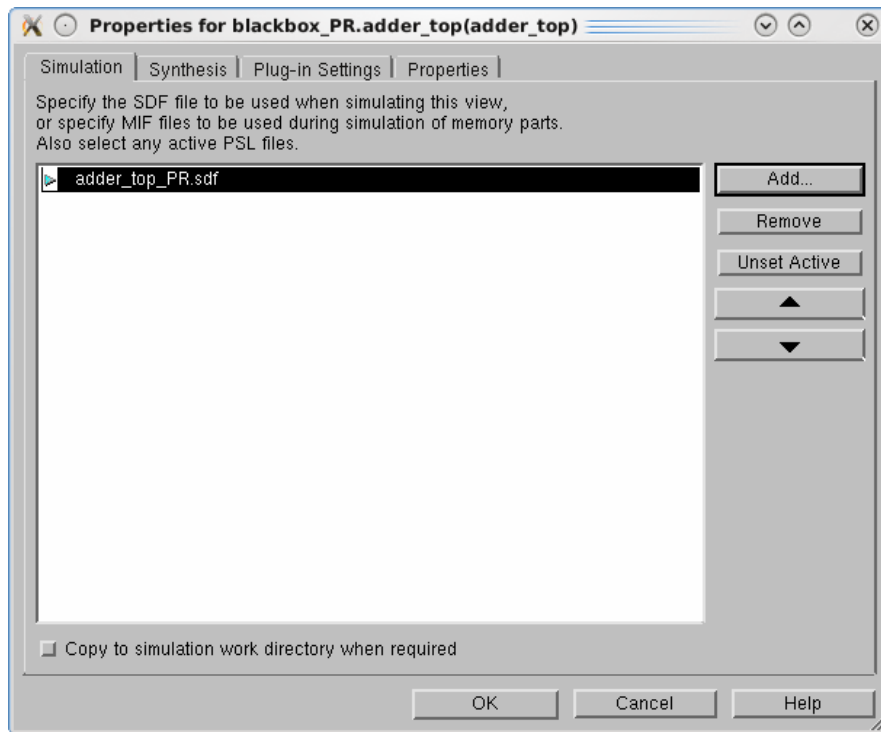 Properties for blackbox_PR.adder_top(adder_top)
Simulation Synthesis Plug-in Settings Properties
Specify the SDF file to be used when simulating this view,
or specify MIF files to be used during simulation of memory parts.
Also select any active PSL files.
adder_top_PR.sdf
Add...
Remove
Unset Active
Copy to simulation work directory when required
OK Cancel Help